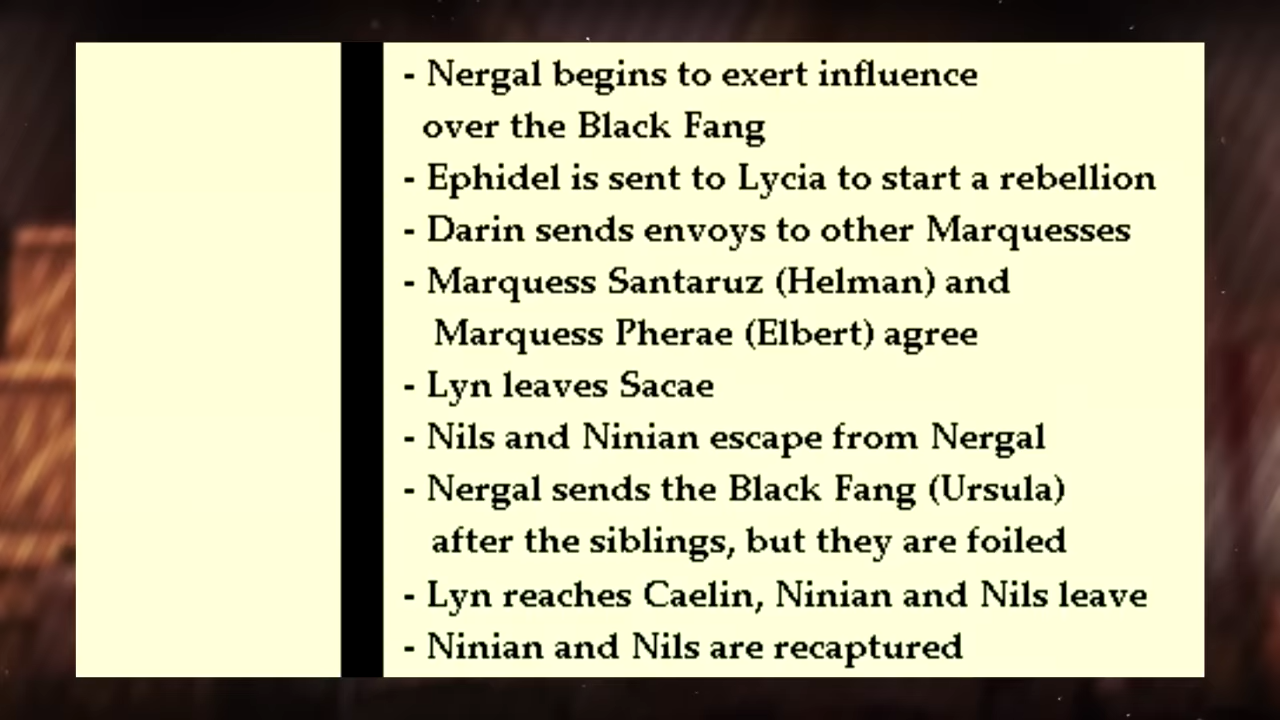 - Nergal begins to exert influence
over the Black Fang
- Ephidel is sent to Lycia to start a rebellion
- Darin sends envoys to other Marquesses
- Marquess Santaruz (Helman) and
Marquess Pherae (Elbert) agree
- Lyn leaves Sacae
- Nils and Ninian escape from Nergal
- Nergal sends the Black Fang (Ursula)
after the siblings, but they are foiled
- Lyn reaches Caelin, Ninian and Nils leave
- Ninian and Nils are recaptured